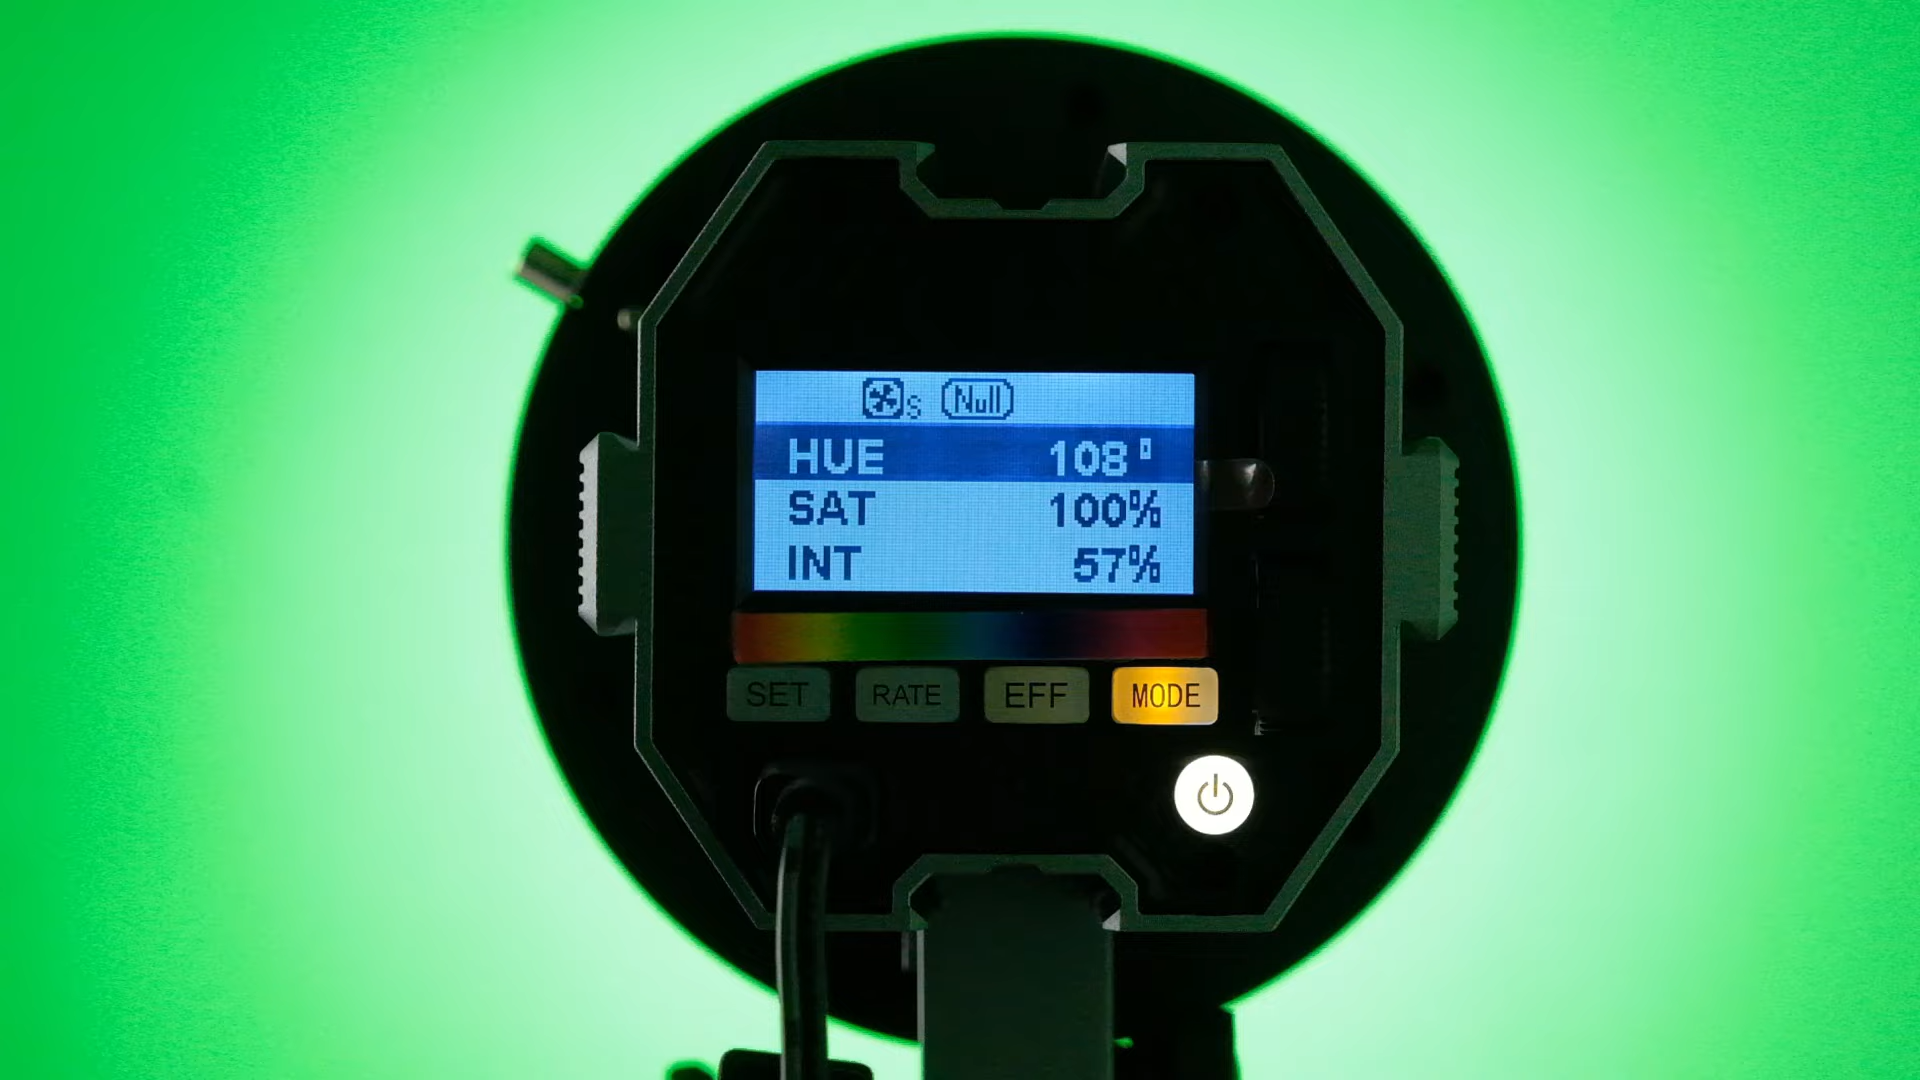 S Null
HUE 108°
SAT 100%
INT 57%
SET RATE EFF MODE